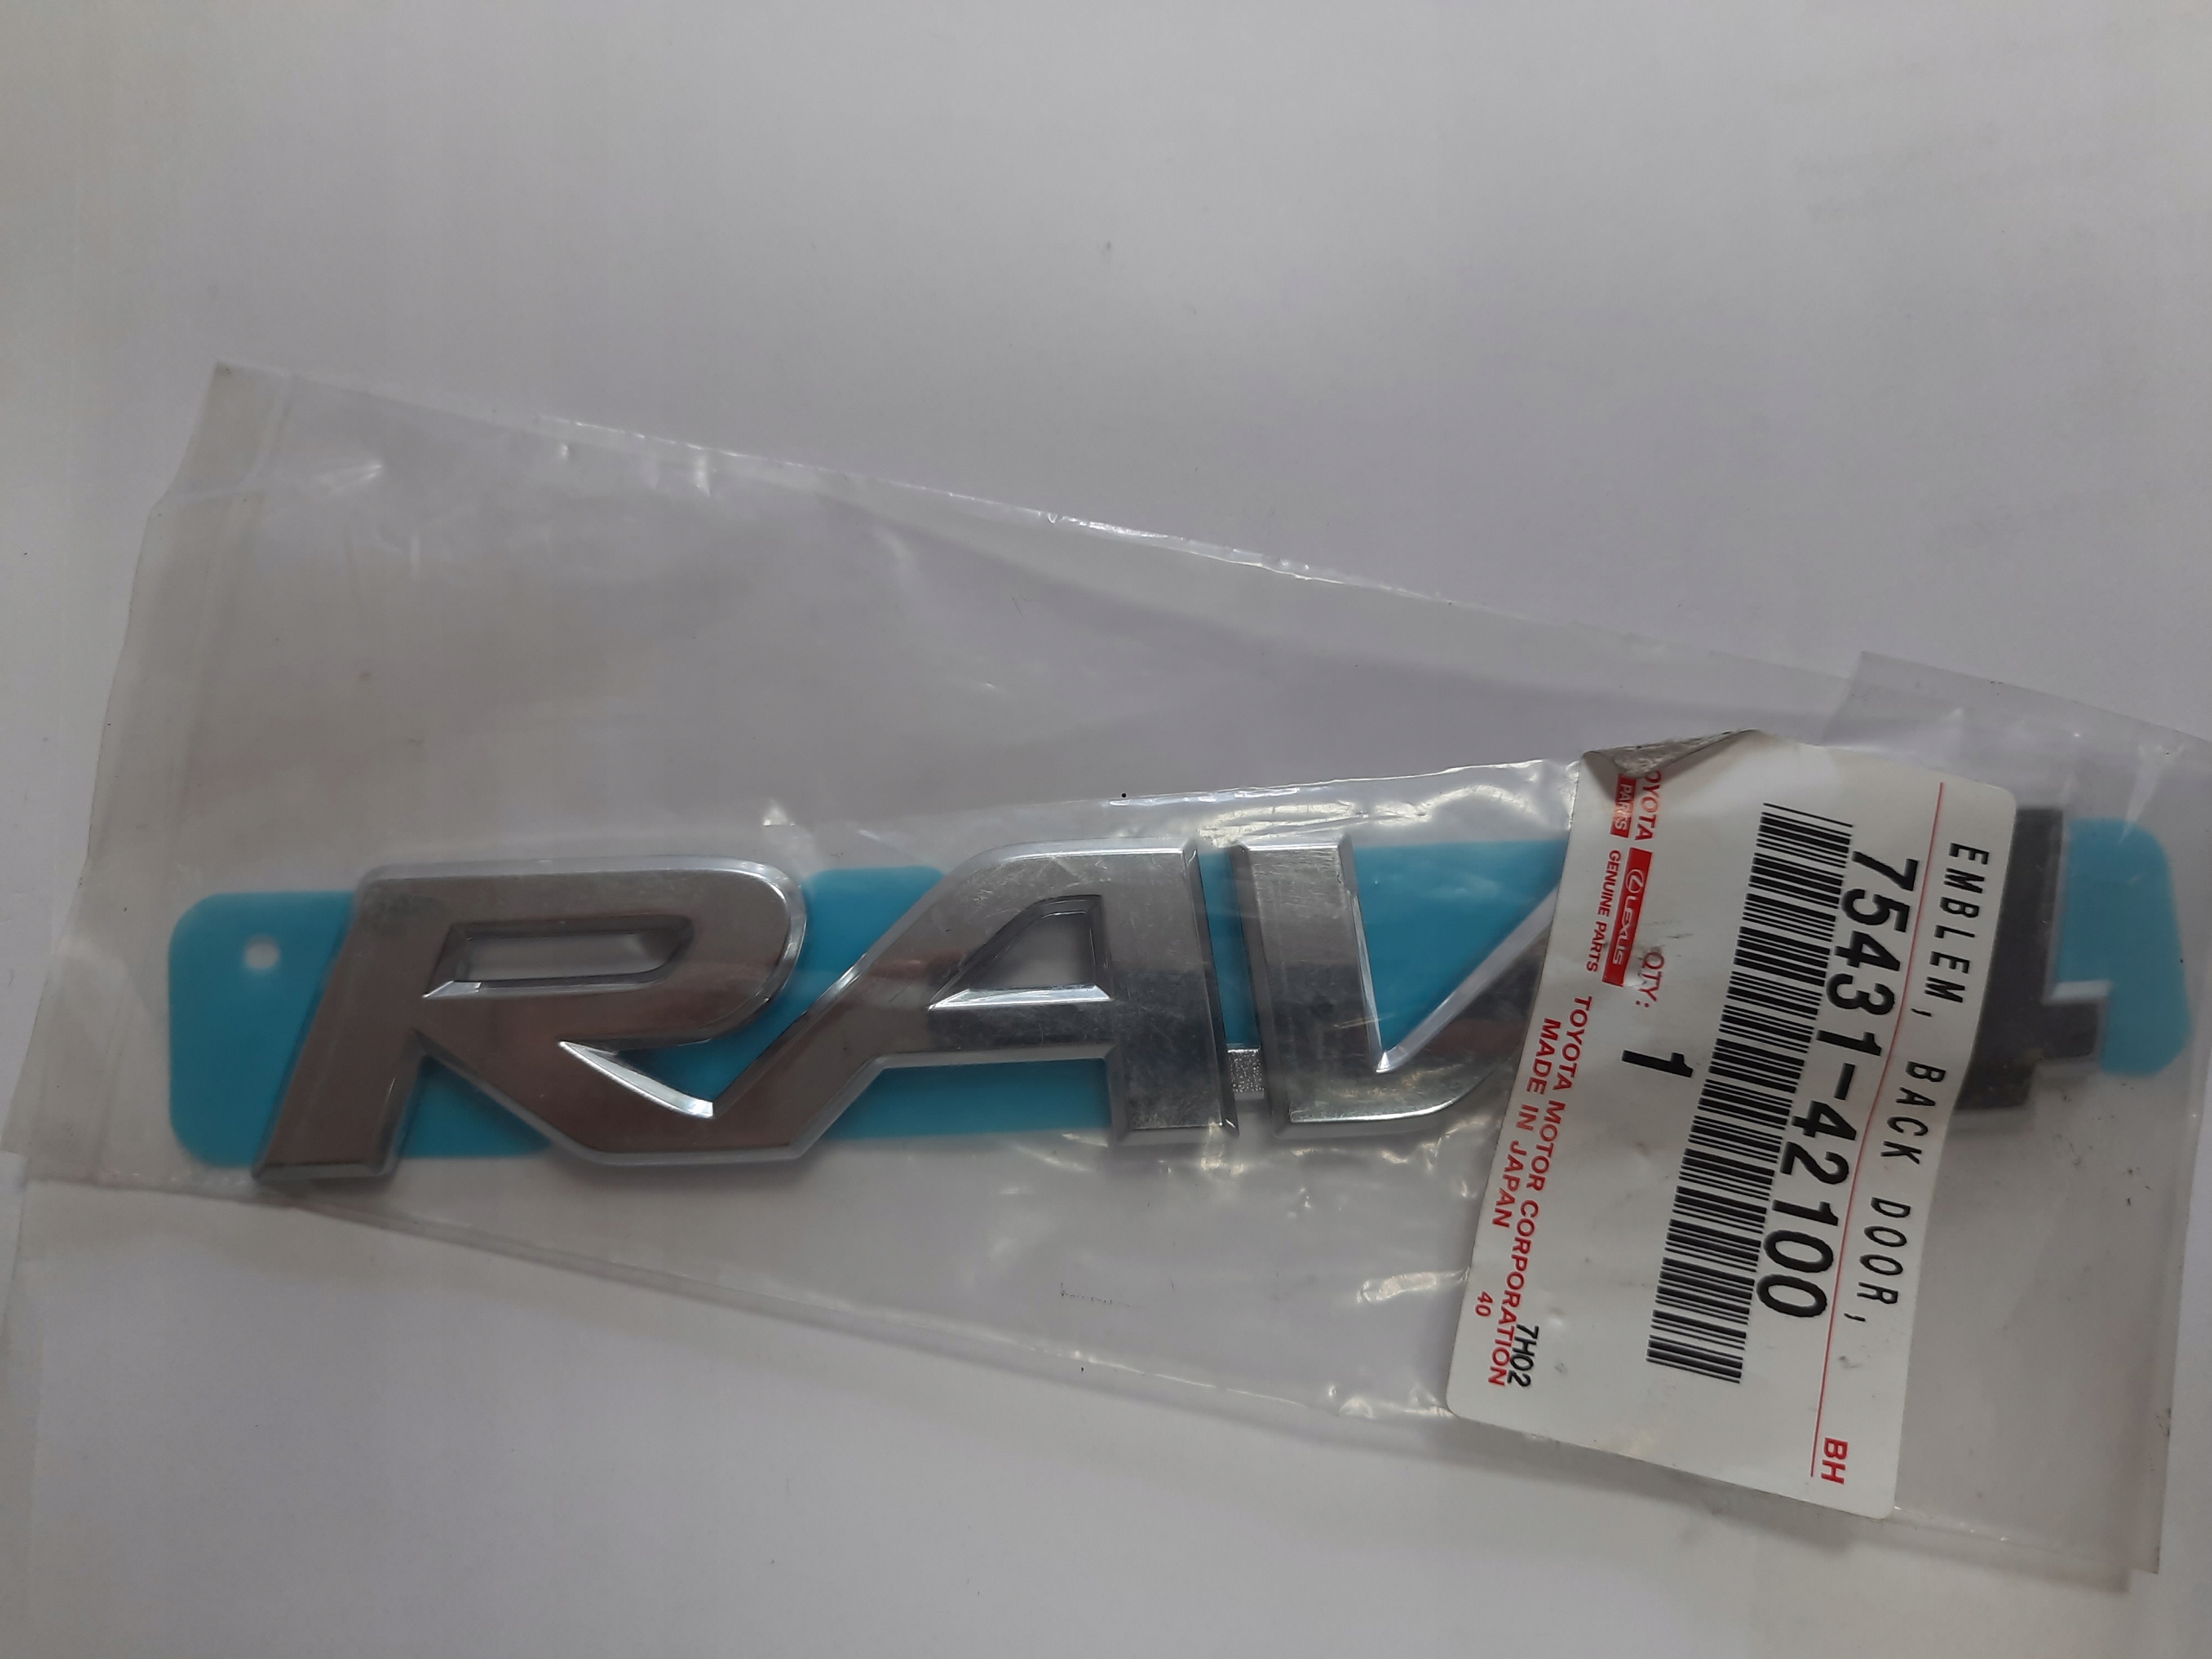 RAV
EMBLEM, BACK DOOR,
BH
75431-42100
QTY: 1
TOYOTA
PARTS
LEXUS
GENUINE PARTS
7H02
TOYOTA MOTOR CORPORATION
MADE IN JAPAN
40